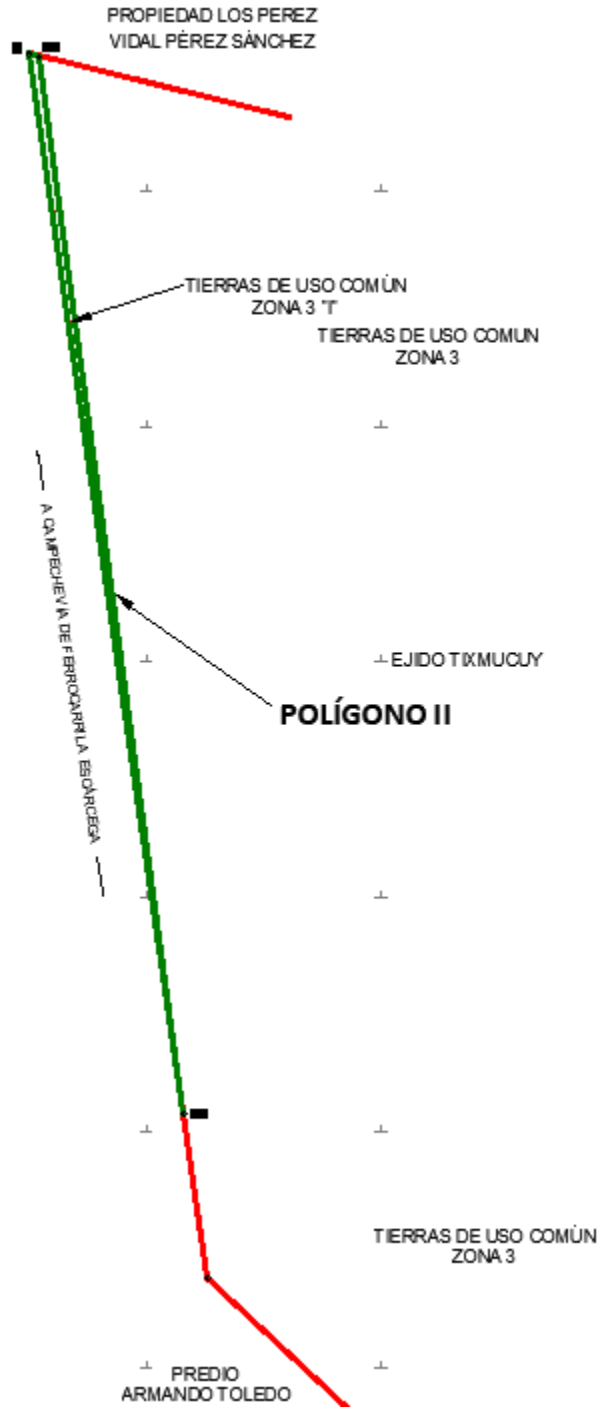 PROPIEDAD LOS PEREZ
VIDAL PÉREZ SÁNCHEZ
TIERRAS DE USO COMÚN
ZONA 3 "I"
TIERRAS DE USO COMUN
ZONA 3
A CAMPECHE VIA DE FERROCARRIL A ESCÁRCEGA
EJIDO TIXMUCUY
POLÍGONO II
TIERRAS DE USO COMÚN
ZONA 3
PREDIO
ARMANDO TOLEDO